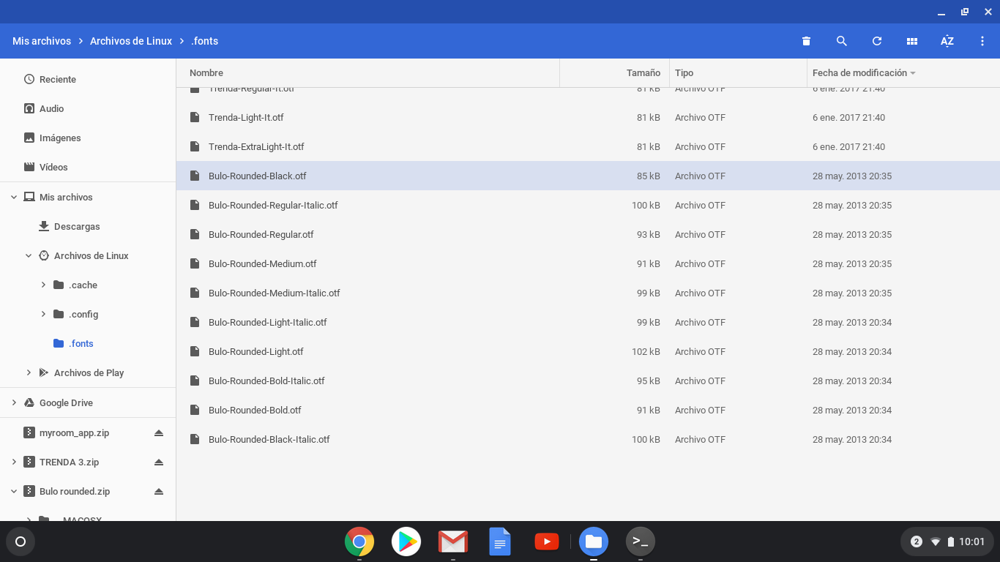 Mis archivos > Archivos de Linux > .fonts
AZ
Nombre Tamaño Tipo Fecha de modificación
Reciente
Audio
Imágenes
Vídeos
Mis archivos
Descargas
Archivos de Linux
.cache
.config
.fonts
Archivos de Play
Google Drive
myroom_app.zip
TRENDA 3.zip
Bulo rounded.zip
__MACOSX
Trenda-Regular-It.otf 81 kB Archivo OTF 6 ene. 2017 21:40
Trenda-Light-It.otf 81 kB Archivo OTF 6 ene. 2017 21:40
Trenda-ExtraLight-It.otf 81 kB Archivo OTF 6 ene. 2017 21:40
Bulo-Rounded-Black.otf 85 kB Archivo OTF 28 may. 2013 20:35
Bulo-Rounded-Regular-Italic.otf 100 kB Archivo OTF 28 may. 2013 20:35
Bulo-Rounded-Regular.otf 93 kB Archivo OTF 28 may. 2013 20:35
Bulo-Rounded-Medium.otf 91 kB Archivo OTF 28 may. 2013 20:35
Bulo-Rounded-Medium-Italic.otf 99 kB Archivo OTF 28 may. 2013 20:35
Bulo-Rounded-Light-Italic.otf 99 kB Archivo OTF 28 may. 2013 20:34
Bulo-Rounded-Light.otf 102 kB Archivo OTF 28 may. 2013 20:34
Bulo-Rounded-Bold-Italic.otf 95 kB Archivo OTF 28 may. 2013 20:34
Bulo-Rounded-Bold.otf 91 kB Archivo OTF 28 may. 2013 20:34
Bulo-Rounded-Black-Italic.otf 100 kB Archivo OTF 28 may. 2013 20:34
>_
2 10:01